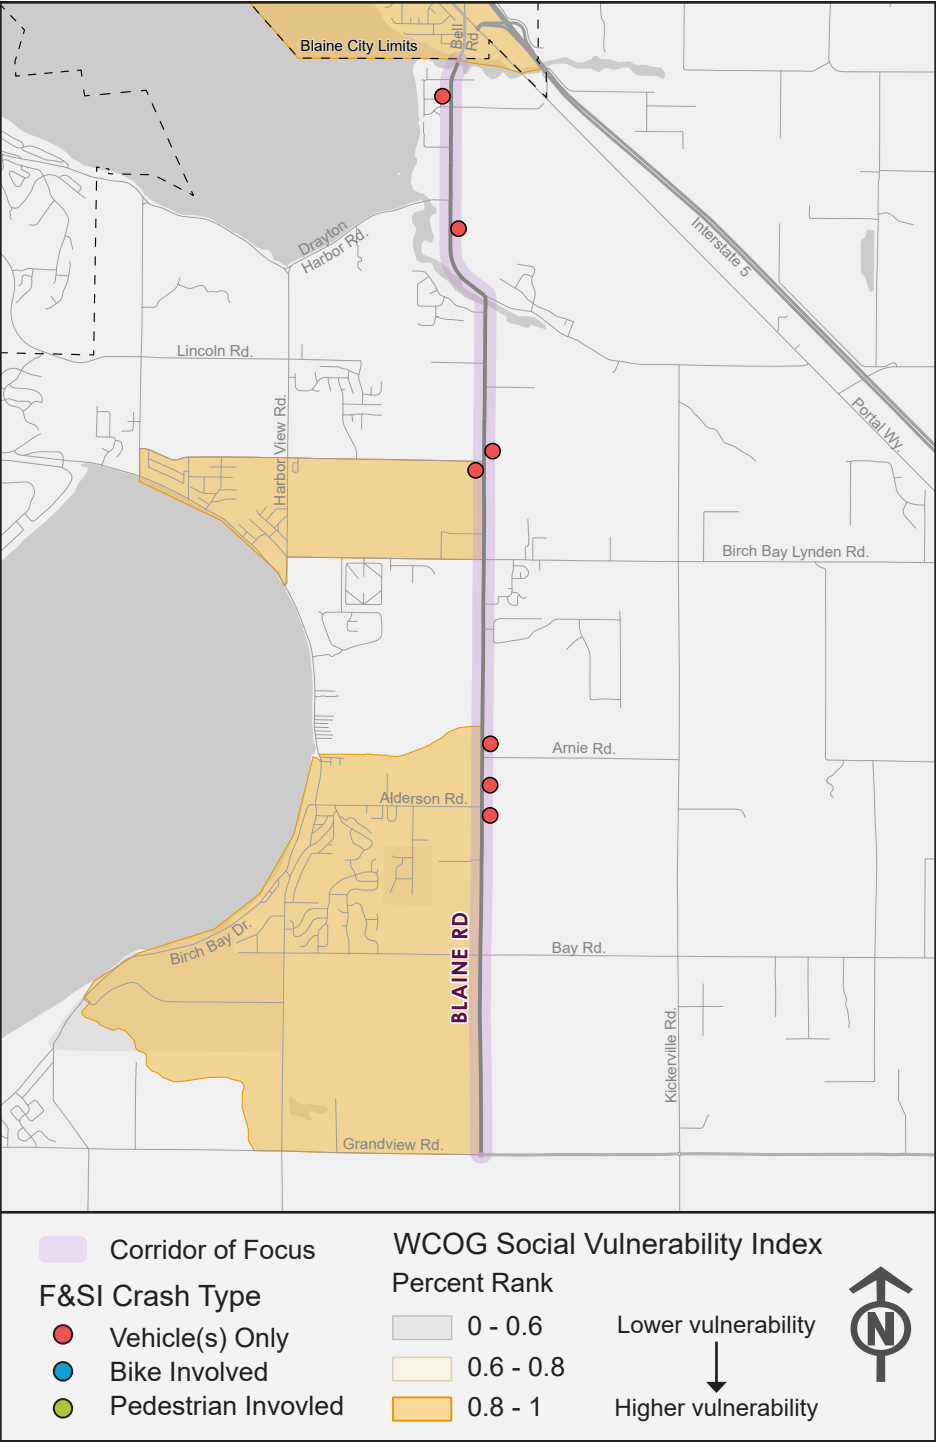 Bell
Rd.
Blaine City Limits
Drayton
Harbor Rd.
Interstate 5
Lincoln Rd.
Harbor View Rd.
Portal Wy.
Birch Bay Lynden Rd.
Arnie Rd.
Alderson Rd.
BLAINE RD
Birch Bay Dr.
Bay Rd.
Kickerville Rd.
Grandview Rd.
Corridor of Focus
F&SI Crash Type
Vehicle(s) Only
Bike Involved
Pedestrian Invovled
WCOG Social Vulnerability Index
Percent Rank
0 - 0.6
0.6 - 0.8
0.8 - 1
Lower vulnerability
Higher vulnerability
N